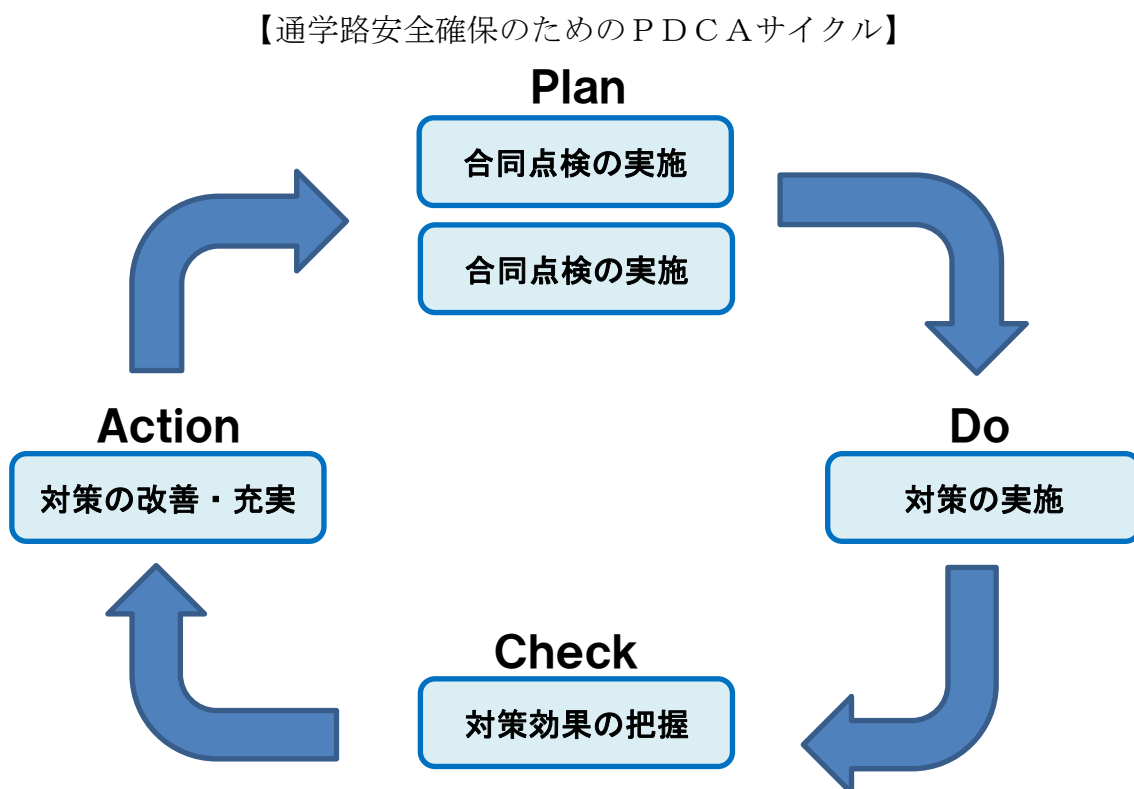 【通学路安全確保のためのＰＤＣＡサイクル】
Plan
合同点検の実施
合同点検の実施
Do
対策の実施
Check
対策効果の把握
Action
対策の改善・充実